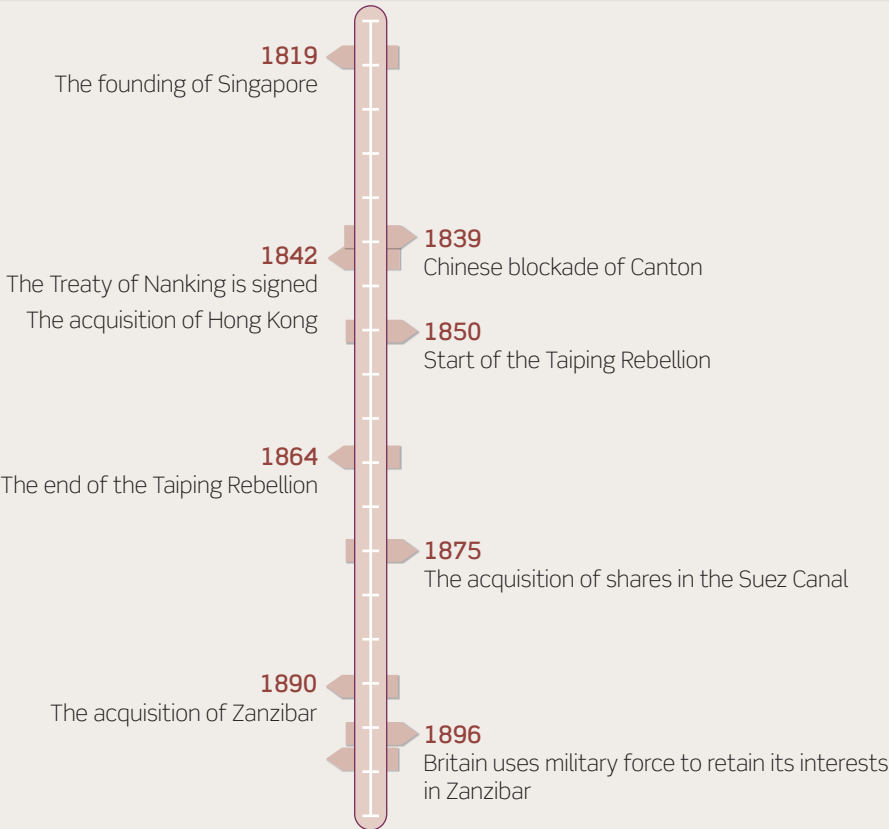 1819
The founding of Singapore
1839
Chinese blockade of Canton
1842
The Treaty of Nanking is signed
The acquisition of Hong Kong
1850
Start of the Taiping Rebellion
1864
The end of the Taiping Rebellion
1875
The acquisition of shares in the Suez Canal
1890
The acquisition of Zanzibar
1896
Britain uses military force to retain its interests
in Zanzibar